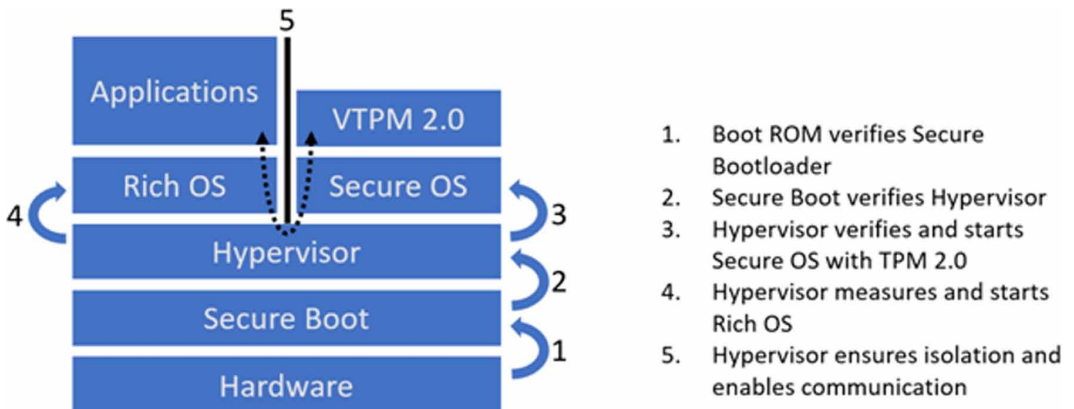 5
Applications
VTPM 2.0
Rich OS
Secure OS
4
3
Hypervisor
2
Secure Boot
1
Hardware
1. Boot ROM verifies Secure
Bootloader
2. Secure Boot verifies Hypervisor
3. Hypervisor verifies and starts
Secure OS with TPM 2.0
4. Hypervisor measures and starts
Rich OS
5. Hypervisor ensures isolation and
enables communication